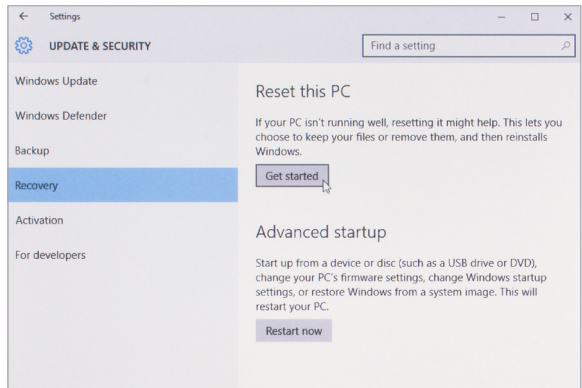 Settings
UPDATE & SECURITY
Find a setting
Windows Update
Windows Defender
Backup
Recovery
Activation
For developers
Reset this PC
If your PC isn't running well, resetting it might help. This lets you
choose to keep your files or remove them, and then reinstalls
Windows.
Get started
Advanced startup
Start up from a device or disc (such as a USB drive or DVD),
change your PC's firmware settings, change Windows startup
settings, or restore Windows from a system image. This will
restart your PC.
Restart now